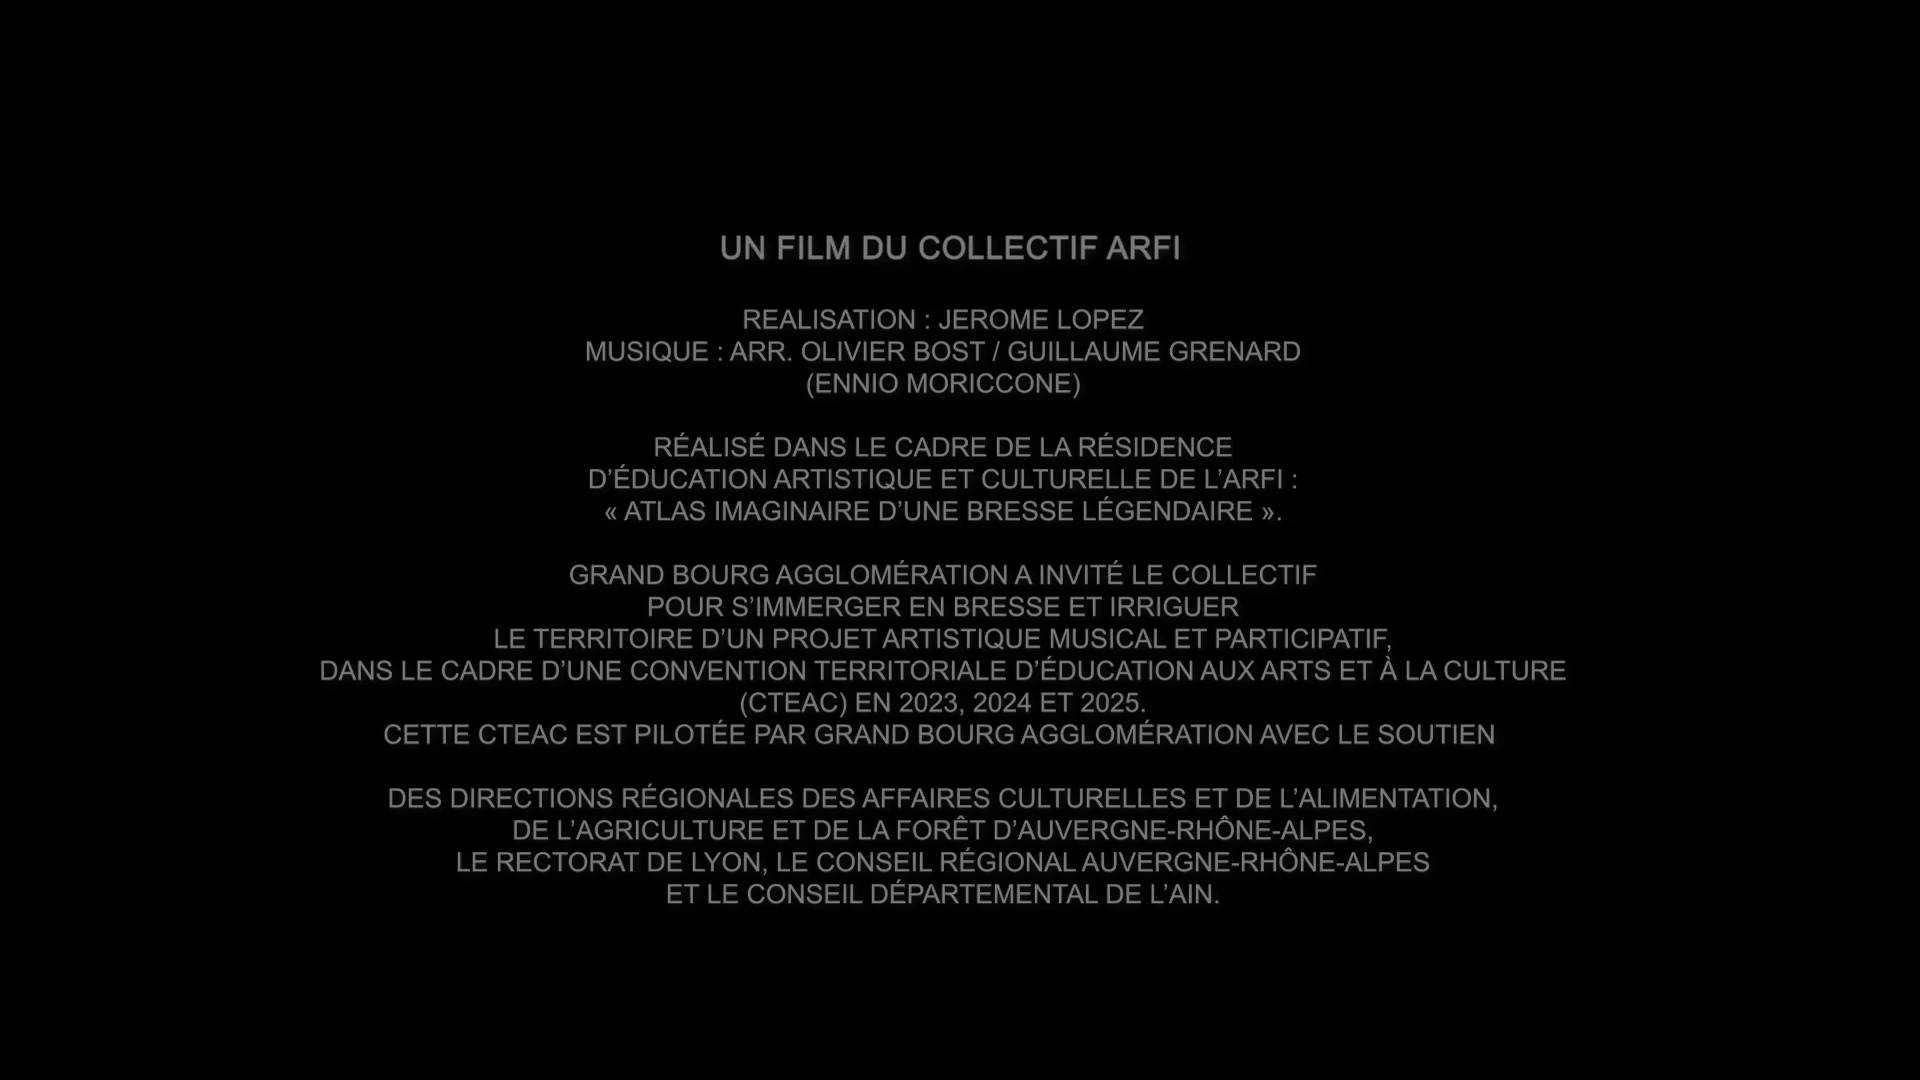 UN FILM DU COLLECTIF ARFI
REALISATION : JEROME LOPEZ
MUSIQUE : ARR. OLIVIER BOST / GUILLAUME GRENARD
(ENNIO MORICCONE)
RÉALISÉ DANS LE CADRE DE LA RÉSIDENCE
D’ÉDUCATION ARTISTIQUE ET CULTURELLE DE L’ARFI :
« ATLAS IMAGINAIRE D’UNE BRESSE LÉGENDAIRE ».
GRAND BOURG AGGLOMÉRATION A INVITÉ LE COLLECTIF
POUR S’IMMERGER EN BRESSE ET IRRIGUER
LE TERRITOIRE D’UN PROJET ARTISTIQUE MUSICAL ET PARTICIPATIF,
DANS LE CADRE D’UNE CONVENTION TERRITORIALE D’ÉDUCATION AUX ARTS ET À LA CULTURE
(CTEAC) EN 2023, 2024 ET 2025.
CETTE CTEAC EST PILOTÉE PAR GRAND BOURG AGGLOMÉRATION AVEC LE SOUTIEN
DES DIRECTIONS RÉGIONALES DES AFFAIRES CULTURELLES ET DE L’ALIMENTATION,
DE L’AGRICULTURE ET DE LA FORÊT D’AUVERGNE-RHÔNE-ALPES,
LE RECTORAT DE LYON, LE CONSEIL RÉGIONAL AUVERGNE-RHÔNE-ALPES
ET LE CONSEIL DÉPARTEMENTAL DE L’AIN.